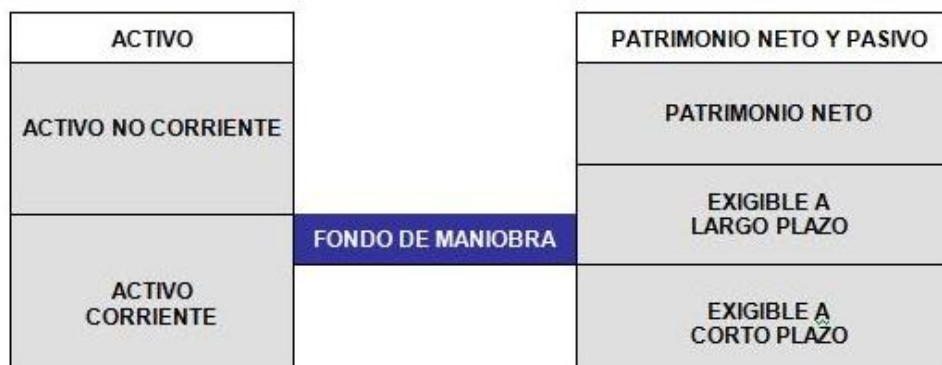 ACTIVO
ACTIVO NO CORRIENTE
ACTIVO
CORRIENTE
FONDO DE MANIOBRA
PATRIMONIO NETO Y PASIVO
PATRIMONIO NETO
EXIGIBLE A
LARGO PLAZO
EXIGIBLE A
CORTO PLAZO